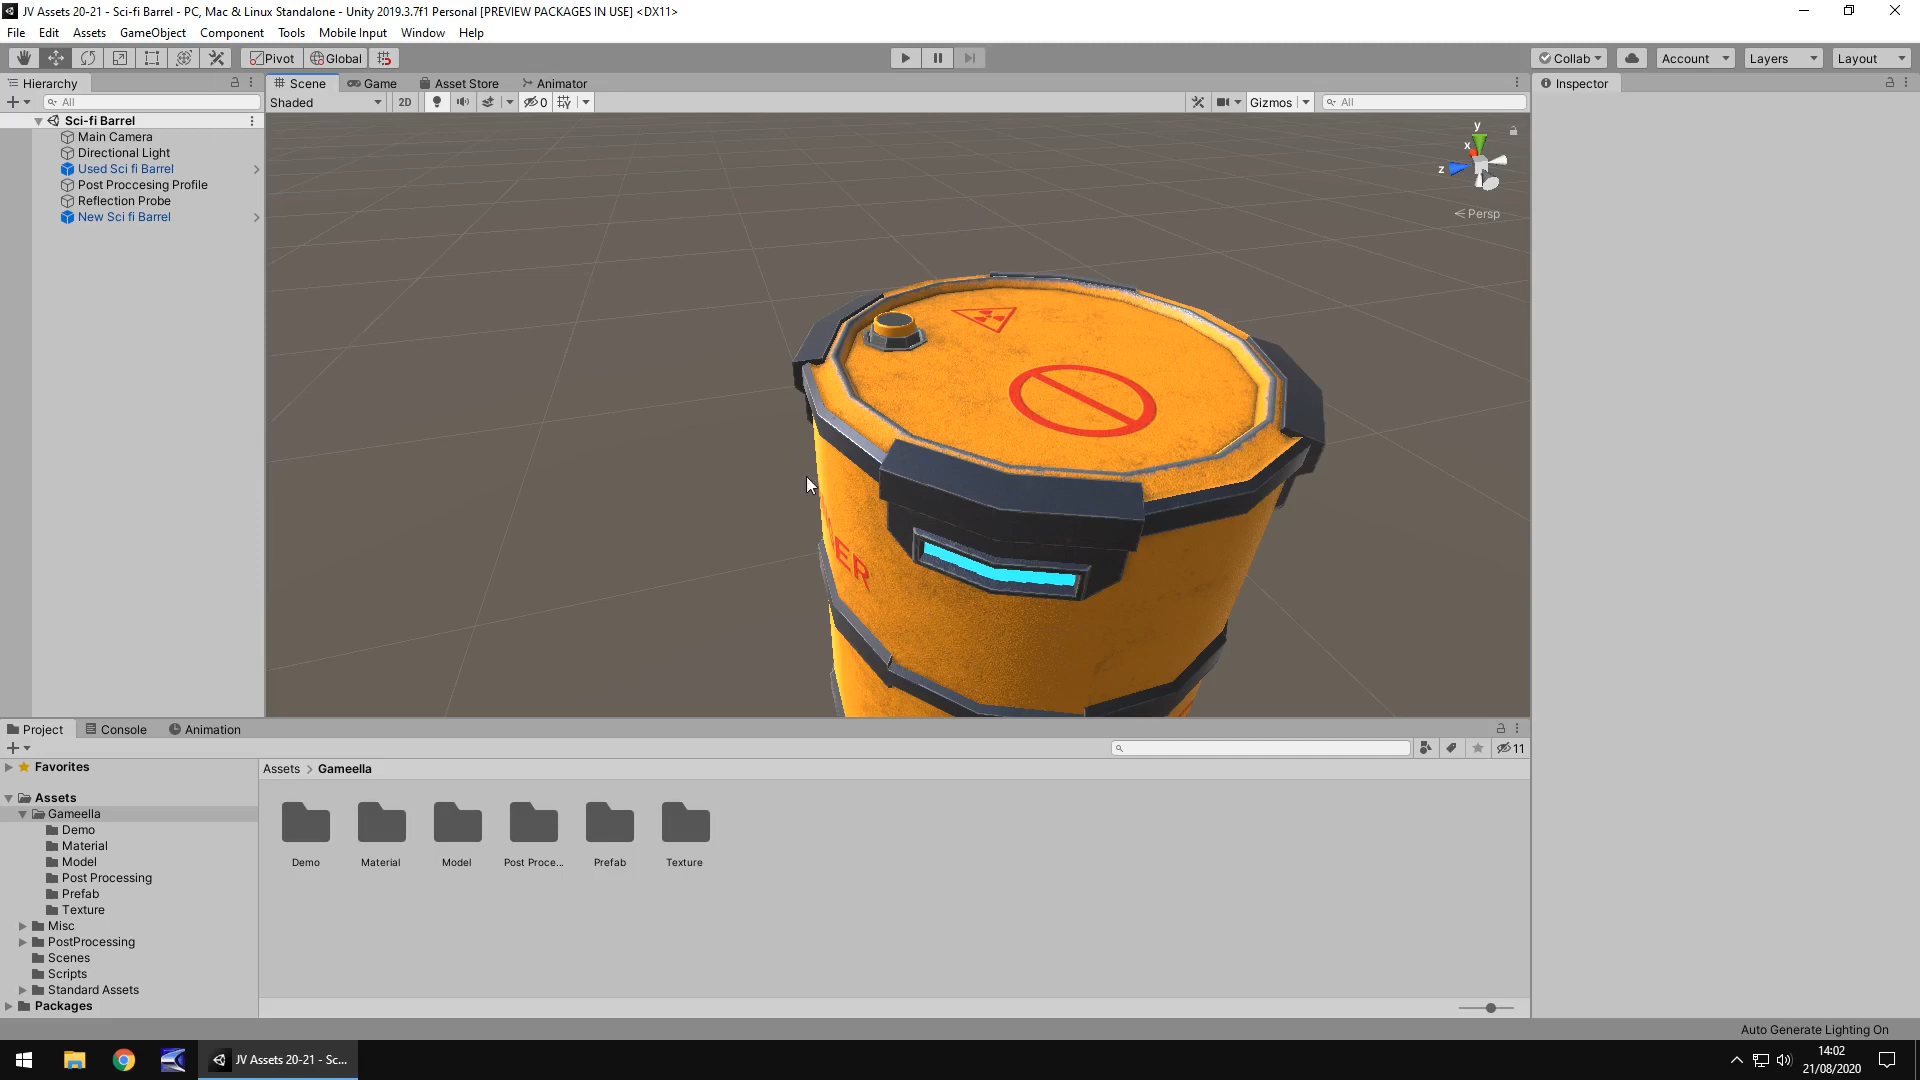 JV Assets 20-21 - Sci-fi Barrel - PC, Mac & Linux Standalone - Unity 2019.3.7f1 Personal [PREVIEW PACKAGES IN USE] <DX11>
File Edit Assets GameObject Component Tools Mobile Input Window Help
Pivot Global Collab Account Layers Layout
Hierarchy Scene Game Asset Store Animator Inspector
All Shaded 2D 0 Gizmos All
Sci-fi Barrel
Main Camera
Directional Light
Used Sci fi Barrel
Post Proccesing Profile
Reflection Probe
New Sci fi Barrel
y
x
z
Persp
Project Console Animation
11
Favorites
Assets > Gameella
Assets
Gameella
Demo
Material
Model
Post Processing
Prefab
Texture
Misc
PostProcessing
Scenes
Scripts
Standard Assets
Packages
Demo Material Model Post Proce... Prefab Texture
Auto Generate Lighting On
JV Assets 20-21 - Sc...
14:02
21/08/2020